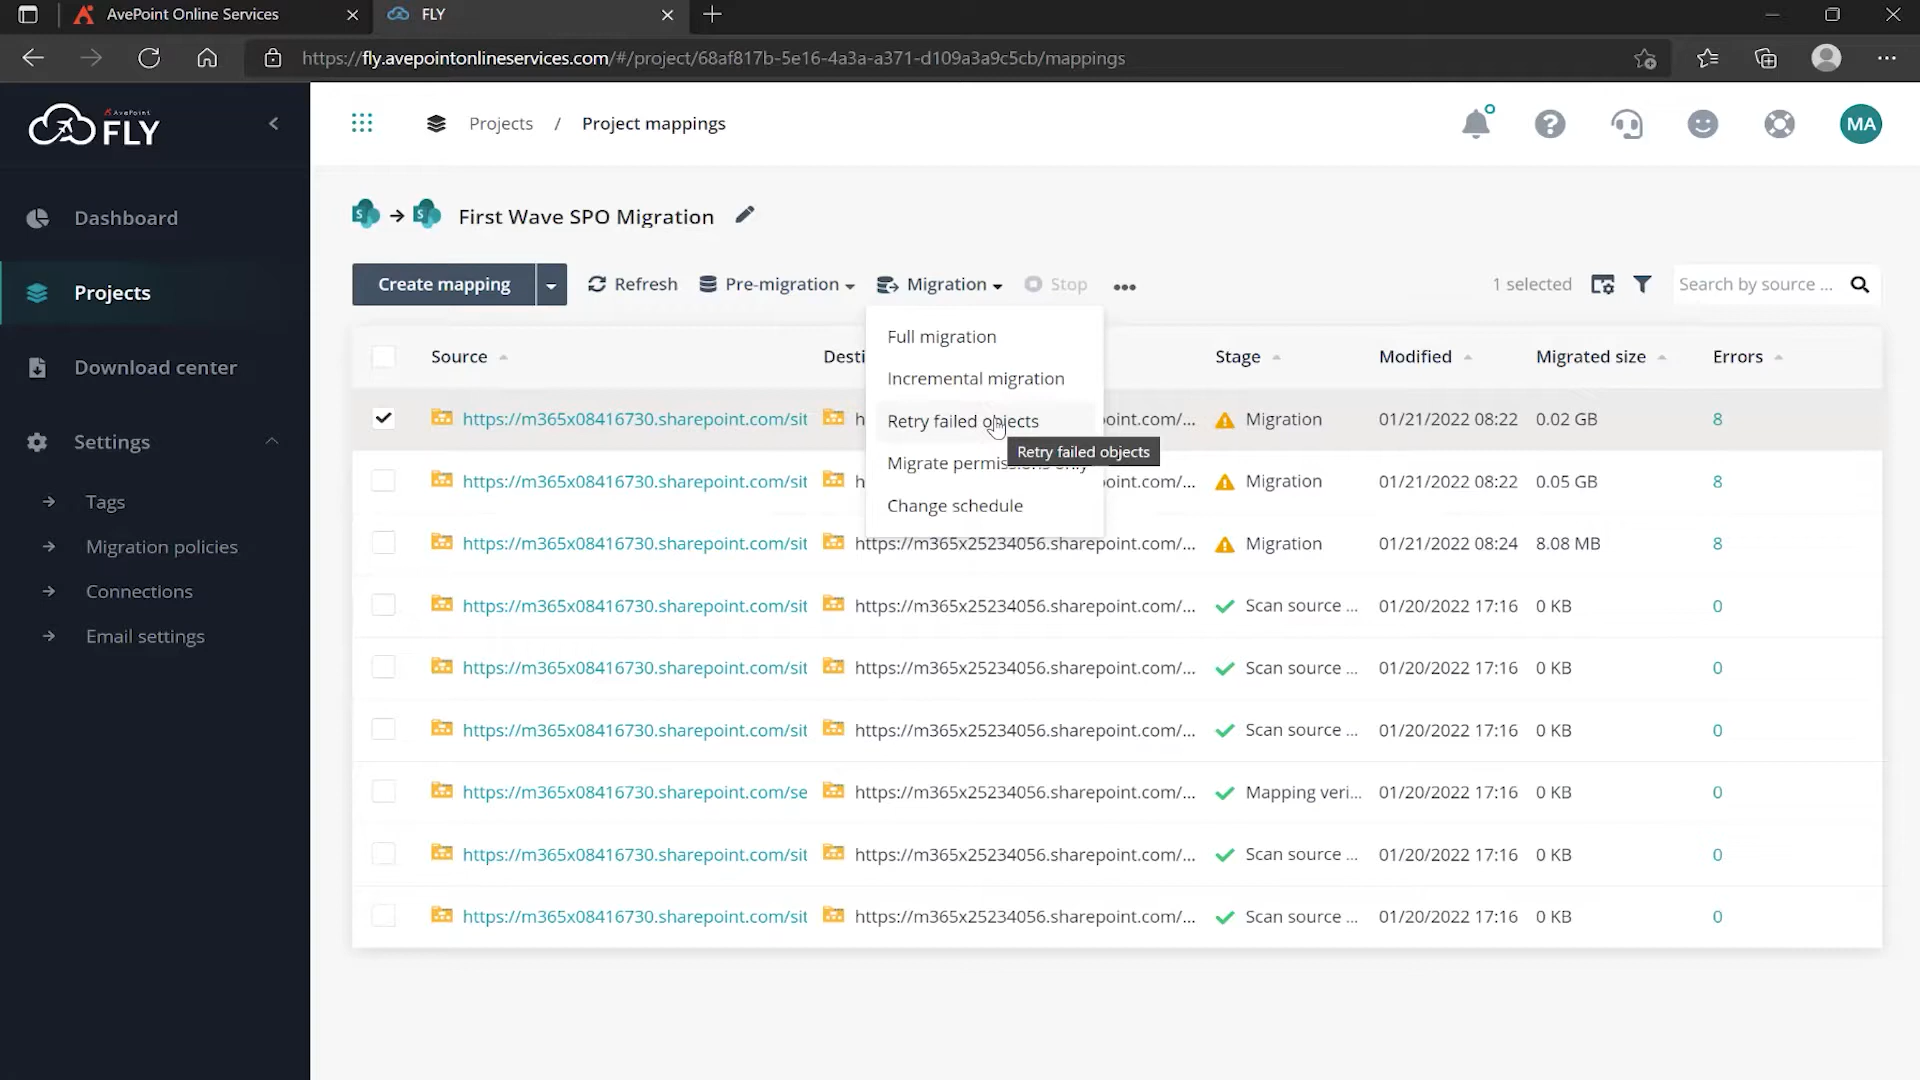 AvePoint Online Services
FLY
https://fly.avepointonlineservices.com/#/project/68af817b-5e16-4a3a-a371-d109a3a9c5cb/mappings
AvePoint
FLY
Projects / Project mappings
MA
Dashboard
Projects
Download center
Settings
Tags
Migration policies
Connections
Email settings
First Wave SPO Migration
Create mapping Refresh Pre-migration Migration Stop 1 selected Search by source ...
Full migration
Incremental migration
Retry failed objects
Retry failed objects
Migrate permissions only
Change schedule
Source Desti Stage Modified Migrated size Errors
https://m365x08416730.sharepoint.com/sit h oint.com/... Migration 01/21/2022 08:22 0.02 GB 8
https://m365x08416730.sharepoint.com/sit h oint.com/... Migration 01/21/2022 08:22 0.05 GB 8
https://m365x08416730.sharepoint.com/sit https://m365x25234056.sharepoint.com/... Migration 01/21/2022 08:24 8.08 MB 8
https://m365x08416730.sharepoint.com/sit https://m365x25234056.sharepoint.com/... Scan source ... 01/20/2022 17:16 0 KB 0
https://m365x08416730.sharepoint.com/sit https://m365x25234056.sharepoint.com/... Scan source ... 01/20/2022 17:16 0 KB 0
https://m365x08416730.sharepoint.com/sit https://m365x25234056.sharepoint.com/... Scan source ... 01/20/2022 17:16 0 KB 0
https://m365x08416730.sharepoint.com/se https://m365x25234056.sharepoint.com/... Mapping veri... 01/20/2022 17:16 0 KB 0
https://m365x08416730.sharepoint.com/sit https://m365x25234056.sharepoint.com/... Scan source ... 01/20/2022 17:16 0 KB 0
https://m365x08416730.sharepoint.com/sit https://m365x25234056.sharepoint.com/... Scan source ... 01/20/2022 17:16 0 KB 0